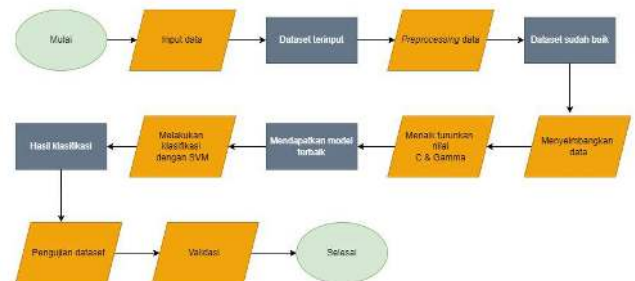 Mulai
Input data
Dataset terinput
Preprocessing data
Dataset sudah baik
Menyeimbangkan
data
Menaik turunkan
nilai
C & Gamma
Mendapatkan model
terbaik
Melakukan
klasifikasi
dengan SVM
Hasil klasifikasi
Pengujian dataset
Validasi
Selesai